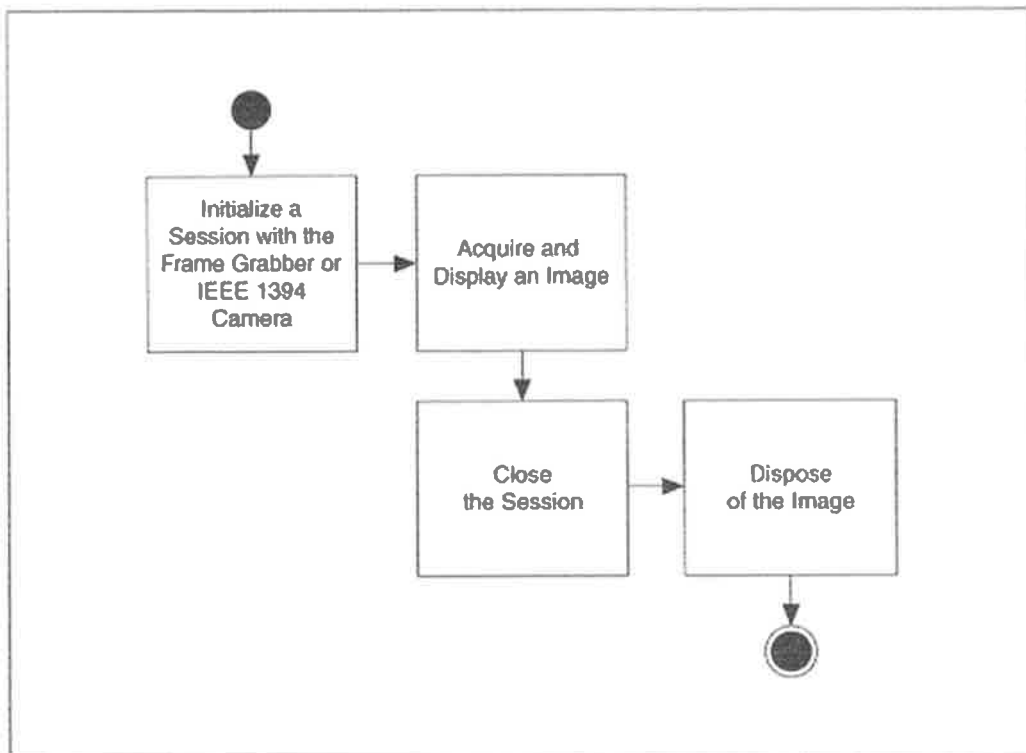 Initialize a
Session with the
Frame Grabber or
IEEE 1394
Camera
Acquire and
Display an Image
Close
the Session
Dispose
of the Image